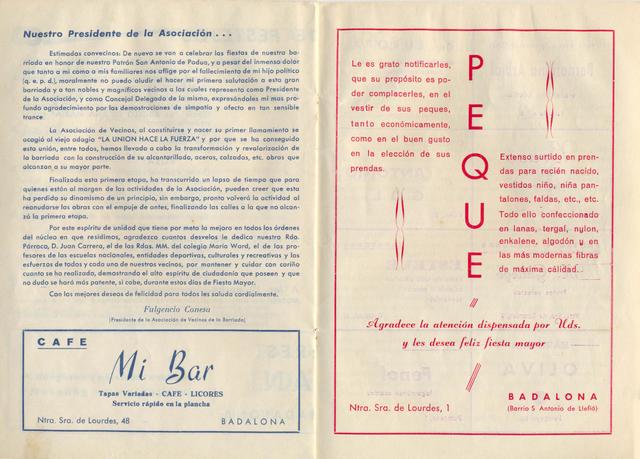 Nuestro Presidente de la Asociación . . .
Estimados convecinos: De nuevo se van a celebrar las fiestas de nuestra ba-
rriada en honor de nuestro Patrón San Antonio de Padua, y a pesar del inmenso dolor
que tanto a mi como a mis familiares nos aflige por el fallecimiento de mi hijo político
(q. e. p. d.), moralmente no puedo aludir el hacer mi primera salutación a esta gran
barriada y a tan nobles y magníficos vecinos a los cuales represento como Presidente
de la Asociación, y como Concejal Delegado de la misma, expresándoles mi mas pro-
fundo agradecimiento por las demostraciones de simpatía y afecto en tan sensible
trance.
La Asociación de Vecinos, al constituirse y nacer su primer llamamiento se
acogió al viejo adagio "LA UNION HACE LA FUERZA" y por que se ha conseguido
esta unión, entre todos, hemos llevado a cabo la transformación y revalorización de
la barriada con la construcción de su alcantarillado, aceras, calzadas, etc. obras que
alcanzan a su mayor parte.
Finalizada esta primera etapa, ha transcurrido un lapso de tiempo que para
quienes están al margen de las actividades de la Asociación, pueden creer que esta
ha perdido su dinamismo de un principio, sin embargo, pronto volverá la actividad al
reanudarse las obras con el empuje de antes, finalizando las calles a la que no alcan-
zó la primera etapa.
Por este espíritu de unidad que tiene por meta la mejora en todos los órdenes
del núcleo en que residimos, agradezco cuantos desvelos le dedica nuestro Rdo.
Párroco, D. Juan Carrera, el de las Rdas. MM. del colegio María Ward, el de los pro-
fesores de las escuelas nacionales, entidades deportivas, culturales y recreativas y los
esfuerzos de todos y cada uno de nuestros vecinos, por mantener y cuidar con cariño
cuanto se ha realizado, demostrando el alto espíritu de ciudadanía que poseen y que
no dudo se hará más patente, si cabe, durante estos días de Fiesta Mayor.
Con los mejores deseos de felicidad para todos les saluda cordialmente.
Fulgencio Conesa
(Presidente de la Asociación de Vecinos de la Barriada)
CAFE
Mi Bar
Tapas Variadas - CAFE - LICORES
Servicio rápido en la plancha
Ntra. Sra. de Lourdes, 48 BADALONA
PEQUE
Le es grato notificarles,
que su propósito es po-
der complacerles, en el
vestir de sus peques,
tanto económicamente,
como en el buen gusto
en la elección de sus
prendas.
Extenso surtido en pren-
das para recién nacido,
vestidos niño, niña pan-
talones, faldas, etc., etc.
Todo ello confeccionado
en lanas, tergal, nylon,
enkalene, algodón y en
las más modernas fibras
de máxima cálidad.
Agradece la atención dispensada por Uds.
y les desea feliz fiesta mayor
Ntra. Sra. de Lourdes, 1
BADALONA
(Barrio S Antonio de Llefiá)